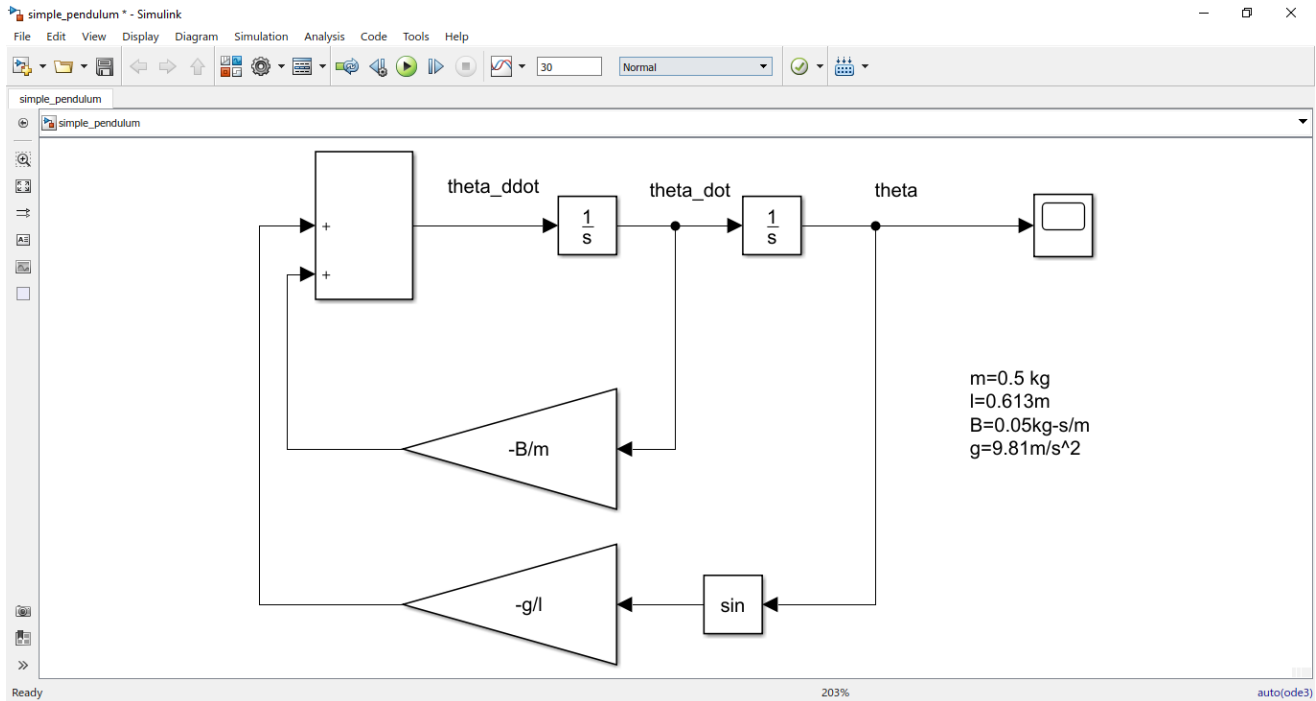 simple_pendulum * - Simulink
File Edit View Display Diagram Simulation Analysis Code Tools Help
30 Normal
simple_pendulum
simple_pendulum
theta_ddot theta_dot theta
1
s
1
s
+
+
m=0.5 kg
l=0.613m
B=0.05kg-s/m
g=9.81m/s^2
-B/m
-g/l
sin
Ready 203% auto(ode3)